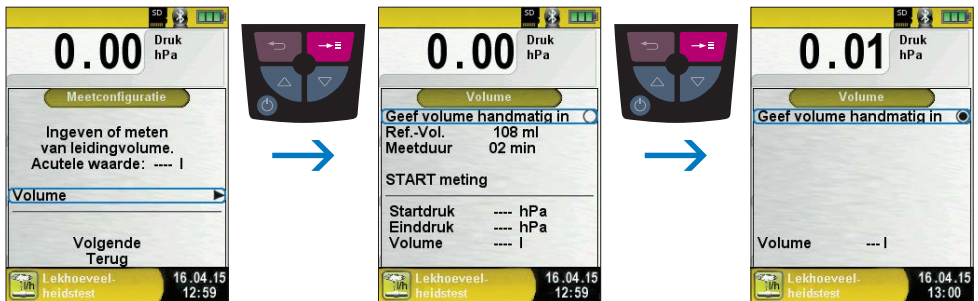 SD
0.00
Druk
hPa
Meetconfiguratie
Ingeven of meten
van leidingvolume.
Acutele waarde: ---- l
Volume
Volgende
Terug
l/h
Lekhoeveel-
heidstest
16.04.15
12:59
SD
0.00
Druk
hPa
Volume
Geef volume handmatig in
Ref.-Vol. 108 ml
Meetduur 02 min
START meting
Startdruk ---- hPa
Einddruk ---- hPa
Volume ---- l
l/h
Lekhoeveel-
heidstest
16.04.15
12:59
SD
0.01
Druk
hPa
Volume
Geef volume handmatig in
Volume --- l
l/h
Lekhoeveel-
heidstest
16.04.15
13:00